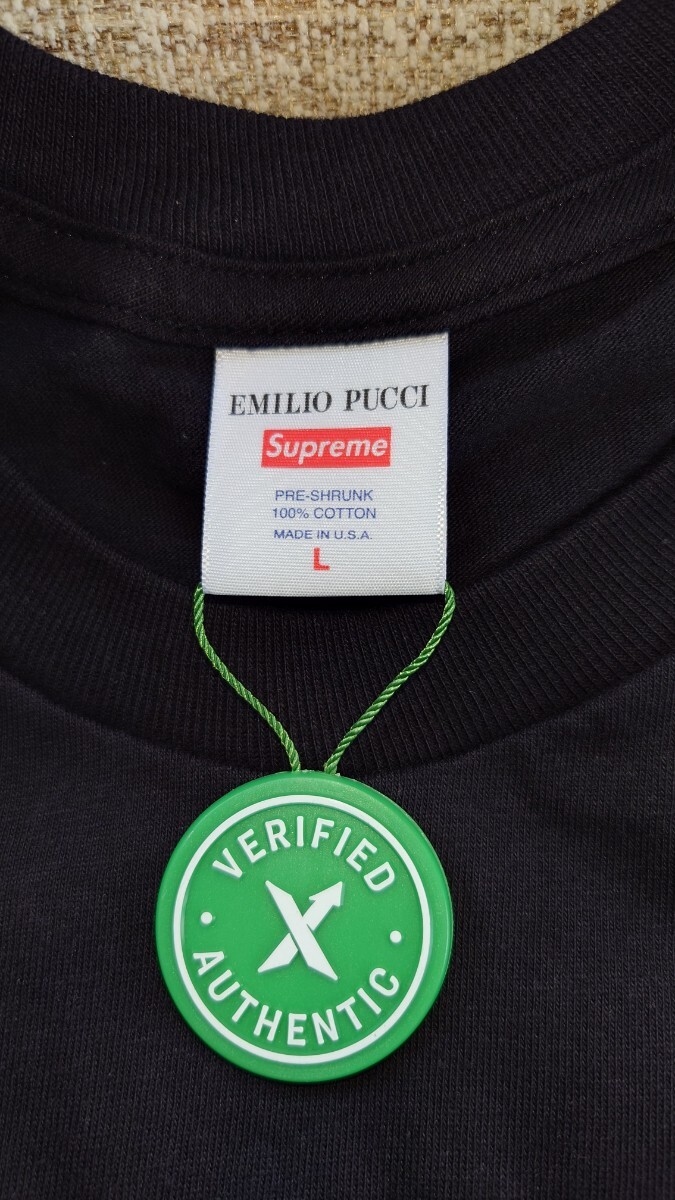 EMILIO PUCCI
Supreme
PRE-SHRUNK
100% COTTON
MADE IN U.S.A.
L
VERIFIED
X
AUTHENTIC